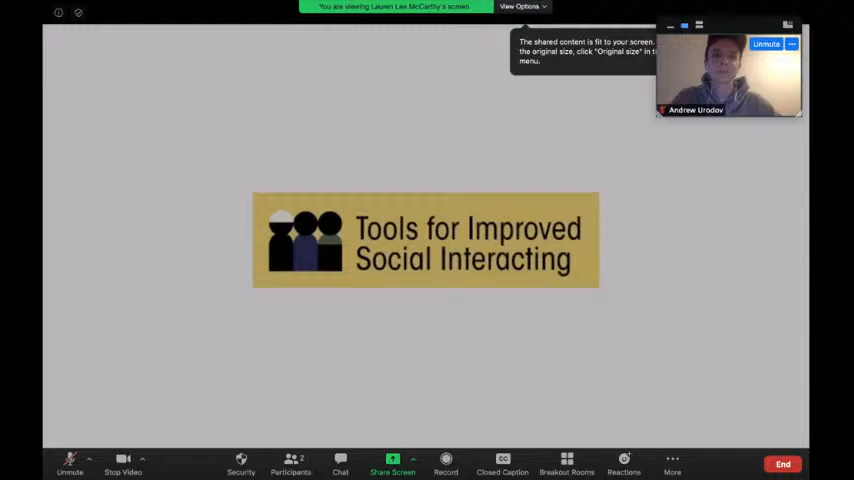 You are viewing Lauren Lee McCarthy's screen
View Options
The shared content is fit to your screen.
the original size, click "Original size" in th
menu.
Unmute
Andrew Urodov
Tools for Improved
Social Interacting
Unmute
Stop Video
Security
2
Participants
Chat
Share Screen
Record
CC
Closed Caption
Breakout Rooms
Reactions
More
End